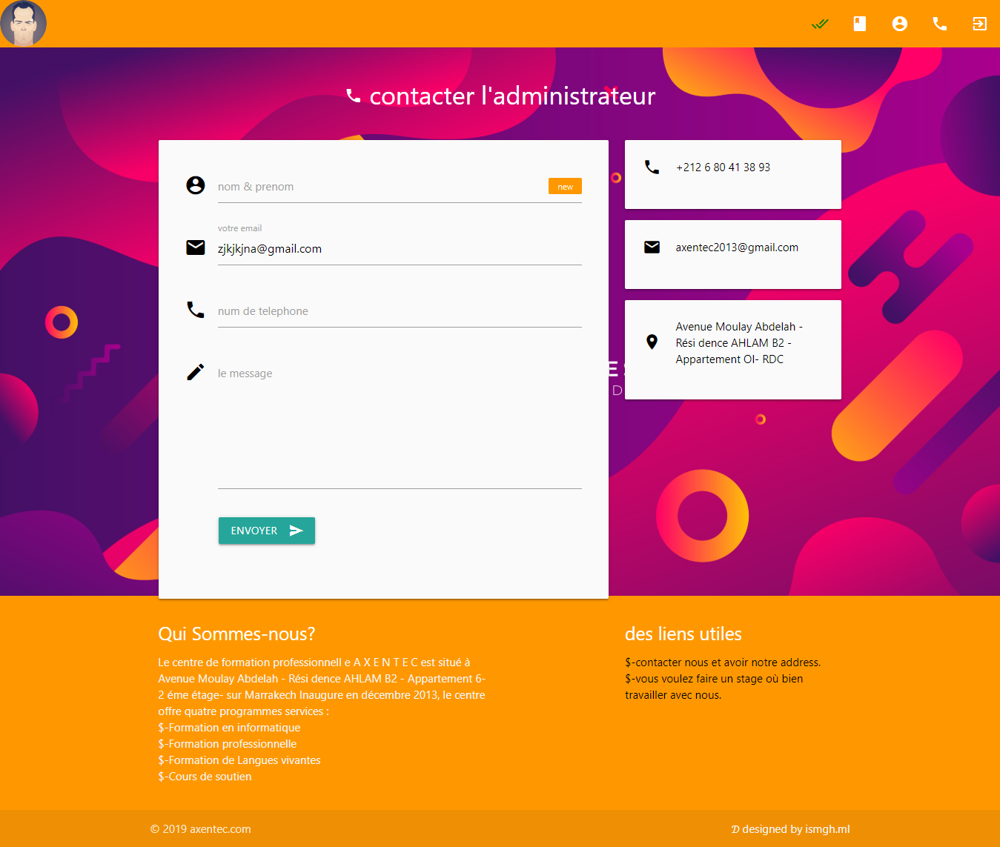 contacter l'administrateur
nom & prenom
new
votre email
zjkjkjna@gmail.com
num de telephone
le message
ENVOYER
+212 6 80 41 38 93
axentec2013@gmail.com
Avenue Moulay Abdelah -
Rési dence AHLAM B2 -
Appartement OI- RDC
E
D
Qui Sommes-nous?
Le centre de formation professionnell e A X E N T E C est situé à
Avenue Moulay Abdelah - Rési dence AHLAM B2 - Appartement 6-
2 éme étage- sur Marrakech Inaugure en décembre 2013, le centre
offre quatre programmes services :
$-Formation en informatique
$-Formation professionnelle
$-Formation de Langues vivantes
$-Cours de soutien
des liens utiles
$-contacter nous et avoir notre address.
$-vous voulez faire un stage où bien
travailler avec nous.
© 2019 axentec.com
𝒟 designed by ismgh.ml